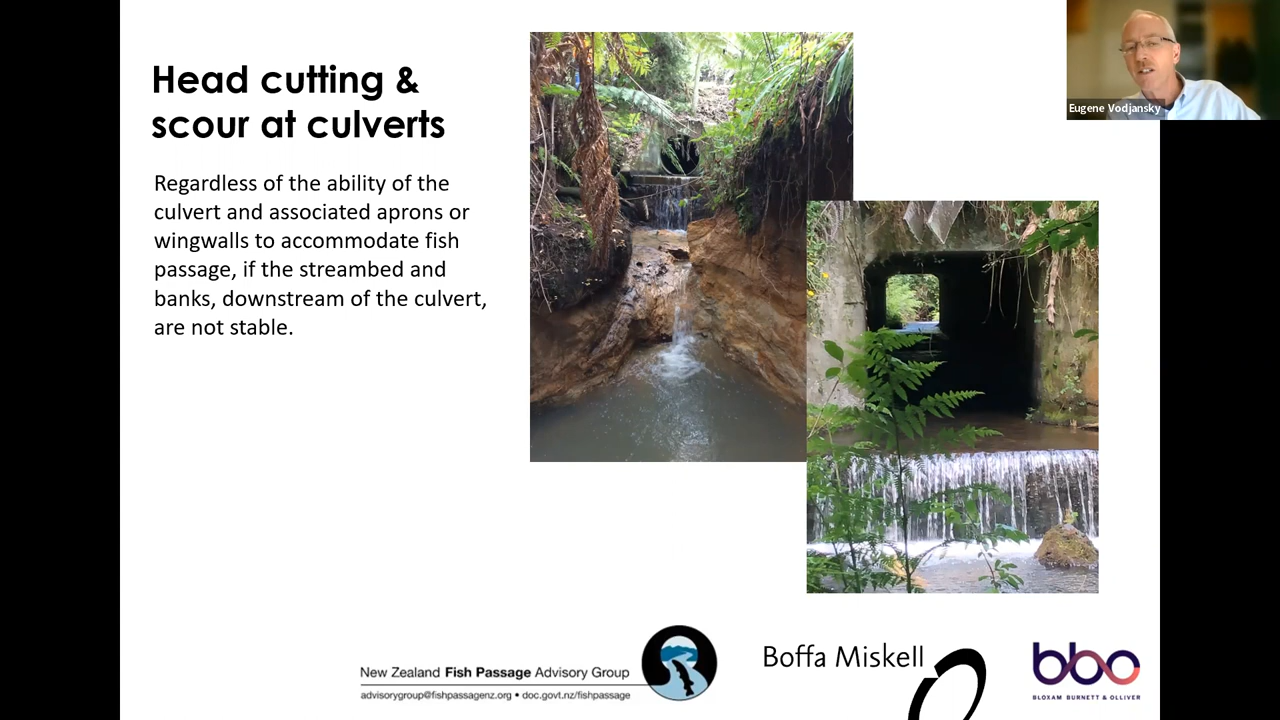 Head cutting &
scour at culverts
Regardless of the ability of the
culvert and associated aprons or
wingwalls to accommodate fish
passage, if the streambed and
banks, downstream of the culvert,
are not stable.
Eugene Vodjansky
New Zealand Fish Passage Advisory Group
advisorygroup@fishpassagenz.org • doc.govt.nz/fishpassage
Boffa Miskell
bbo
BLOXAM BURNETT & OLLIVER